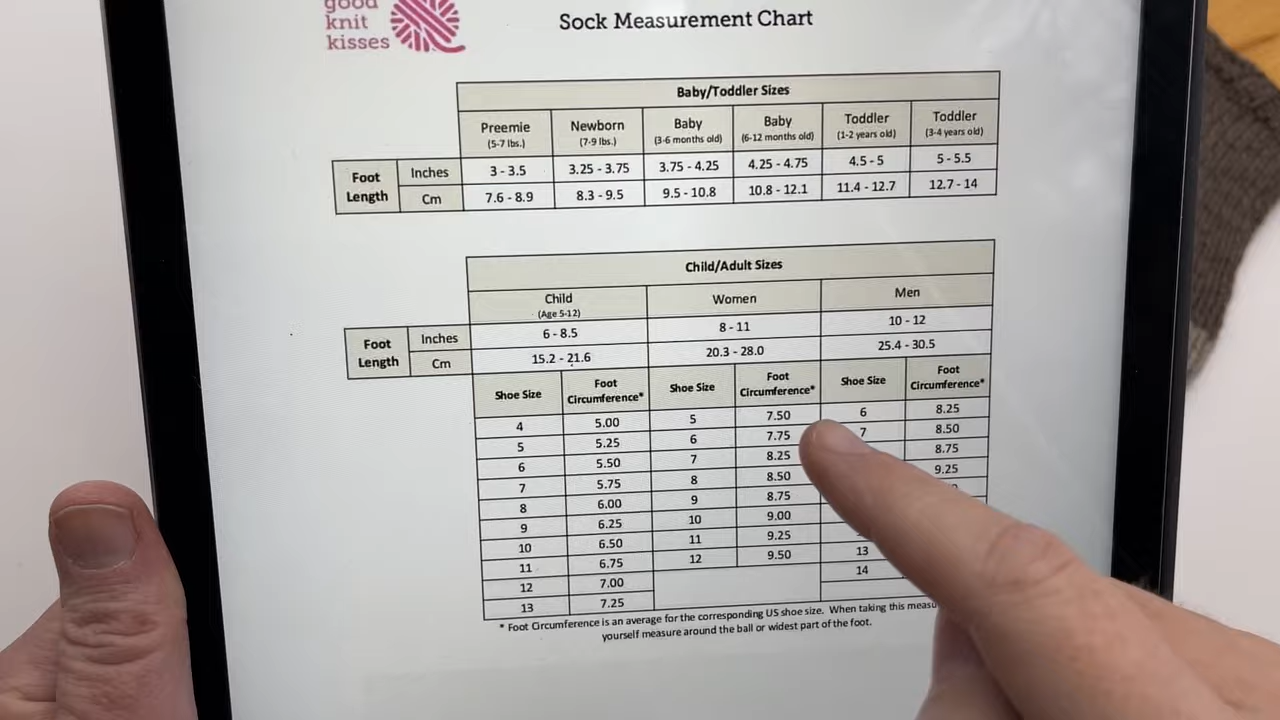 good
knit
kisses
Sock Measurement Chart
Baby/Toddler Sizes
Preemie Newborn Baby Baby Toddler Toddler
(5-7 lbs.) (7-9 lbs.) (3-6 months old) (6-12 months old) (1-2 years old) (3-4 years old)
Foot Length Inches 3 - 3.5 3.25 - 3.75 3.75 - 4.25 4.25 - 4.75 4.5 - 5 5 - 5.5
Cm 7.6 - 8.9 8.3 - 9.5 9.5 - 10.8 10.8 - 12.1 11.4 - 12.7 12.7 - 14
Child/Adult Sizes
Child Women Men
(Age 5-12)
Foot Length Inches 6 - 8.5 8 - 11 10 - 12
Cm 15.2 - 21.6 20.3 - 28.0 25.4 - 30.5
Shoe Size Foot Circumference* Shoe Size Foot Circumference* Shoe Size Foot Circumference*
4 5.00 5 7.50 6 8.25
5 5.25 6 7.75 7 8.50
6 5.50 7 8.25 8.75
7 5.75 8 8.50 9.25
8 6.00 9 8.75
9 6.25 10 9.00
10 6.50 11 9.25 13
11 6.75 12 9.50 14
12 7.00
13 7.25
* Foot Circumference is an average for the corresponding US shoe size. When taking this
yourself measure around the ball or widest part of the foot.